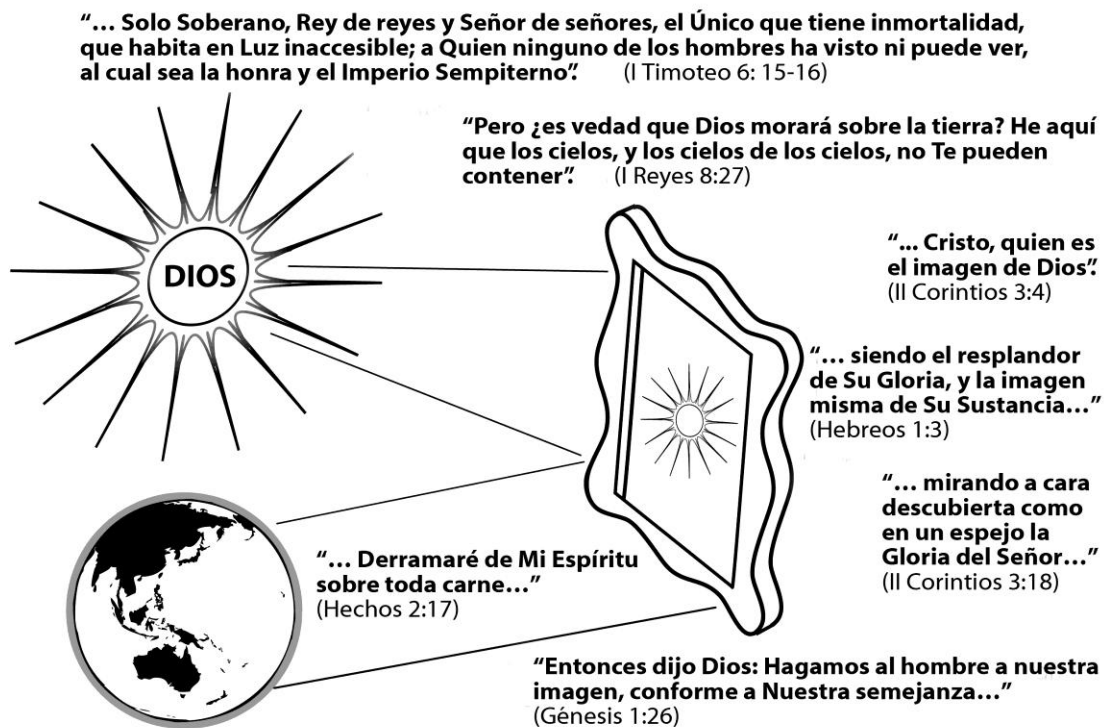 “... Solo Soberano, Rey de reyes y Señor de señores, el Único que tiene inmortalidad,
que habita en Luz inaccesible; a Quien ninguno de los hombres ha visto ni puede ver,
al cual sea la honra y el Imperio Sempiterno”. (I Timoteo 6: 15-16)
“Pero ¿es vedad que Dios morará sobre la tierra? He aquí
que los cielos, y los cielos de los cielos, no Te pueden
contener”. (I Reyes 8:27)
DIOS
“... Cristo, quien es
el imagen de Dios”.
(II Corintios 3:4)
“... siendo el resplandor
de Su Gloria, y la imagen
misma de Su Sustancia...”
(Hebreos 1:3)
“... mirando a cara
descubierta como
en un espejo la
Gloria del Señor...”
(II Corintios 3:18)
“... Derramaré de Mi Espíritu
sobre toda carne...”
(Hechos 2:17)
“Entonces dijo Dios: Hagamos al hombre a nuestra
imagen, conforme a Nuestra semejanza...”
(Génesis 1:26)